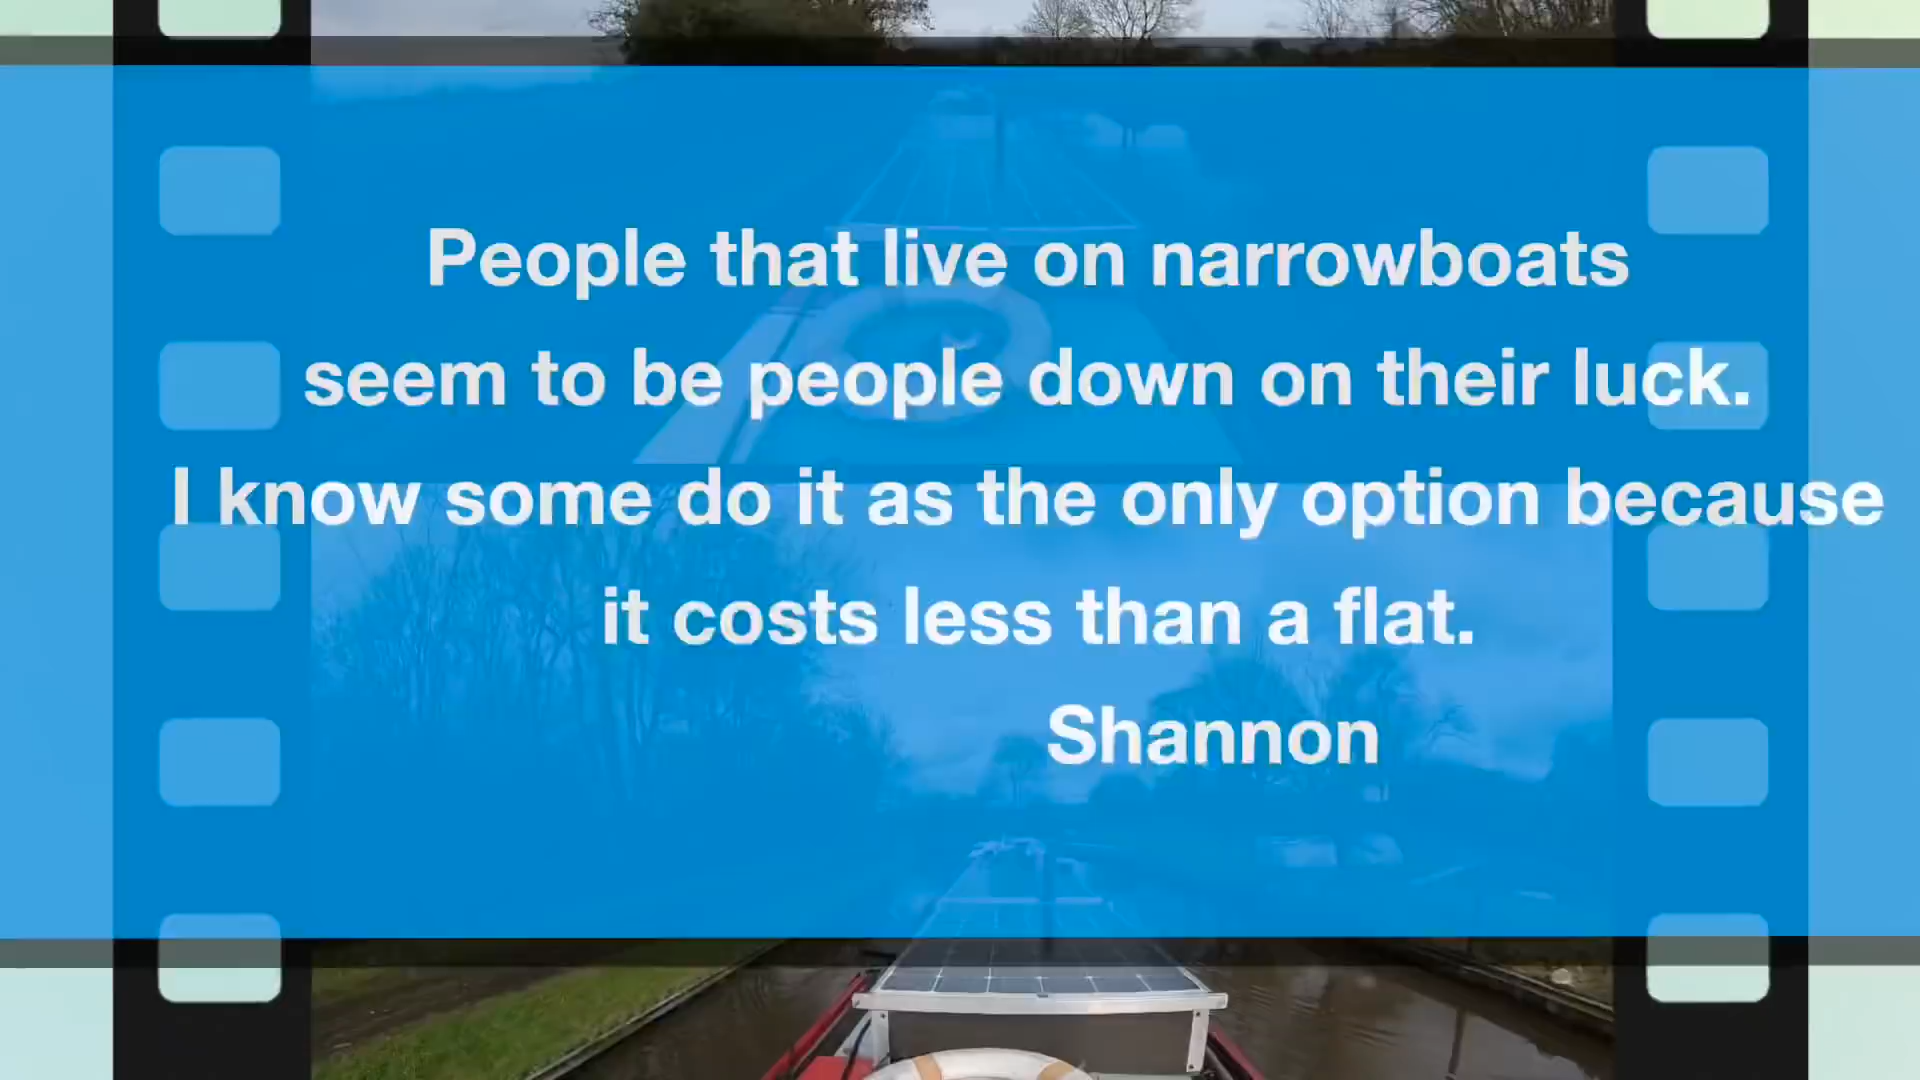 People that live on narrowboats
seem to be people down on their luck.
I know some do it as the only option because
it costs less than a flat.
Shannon